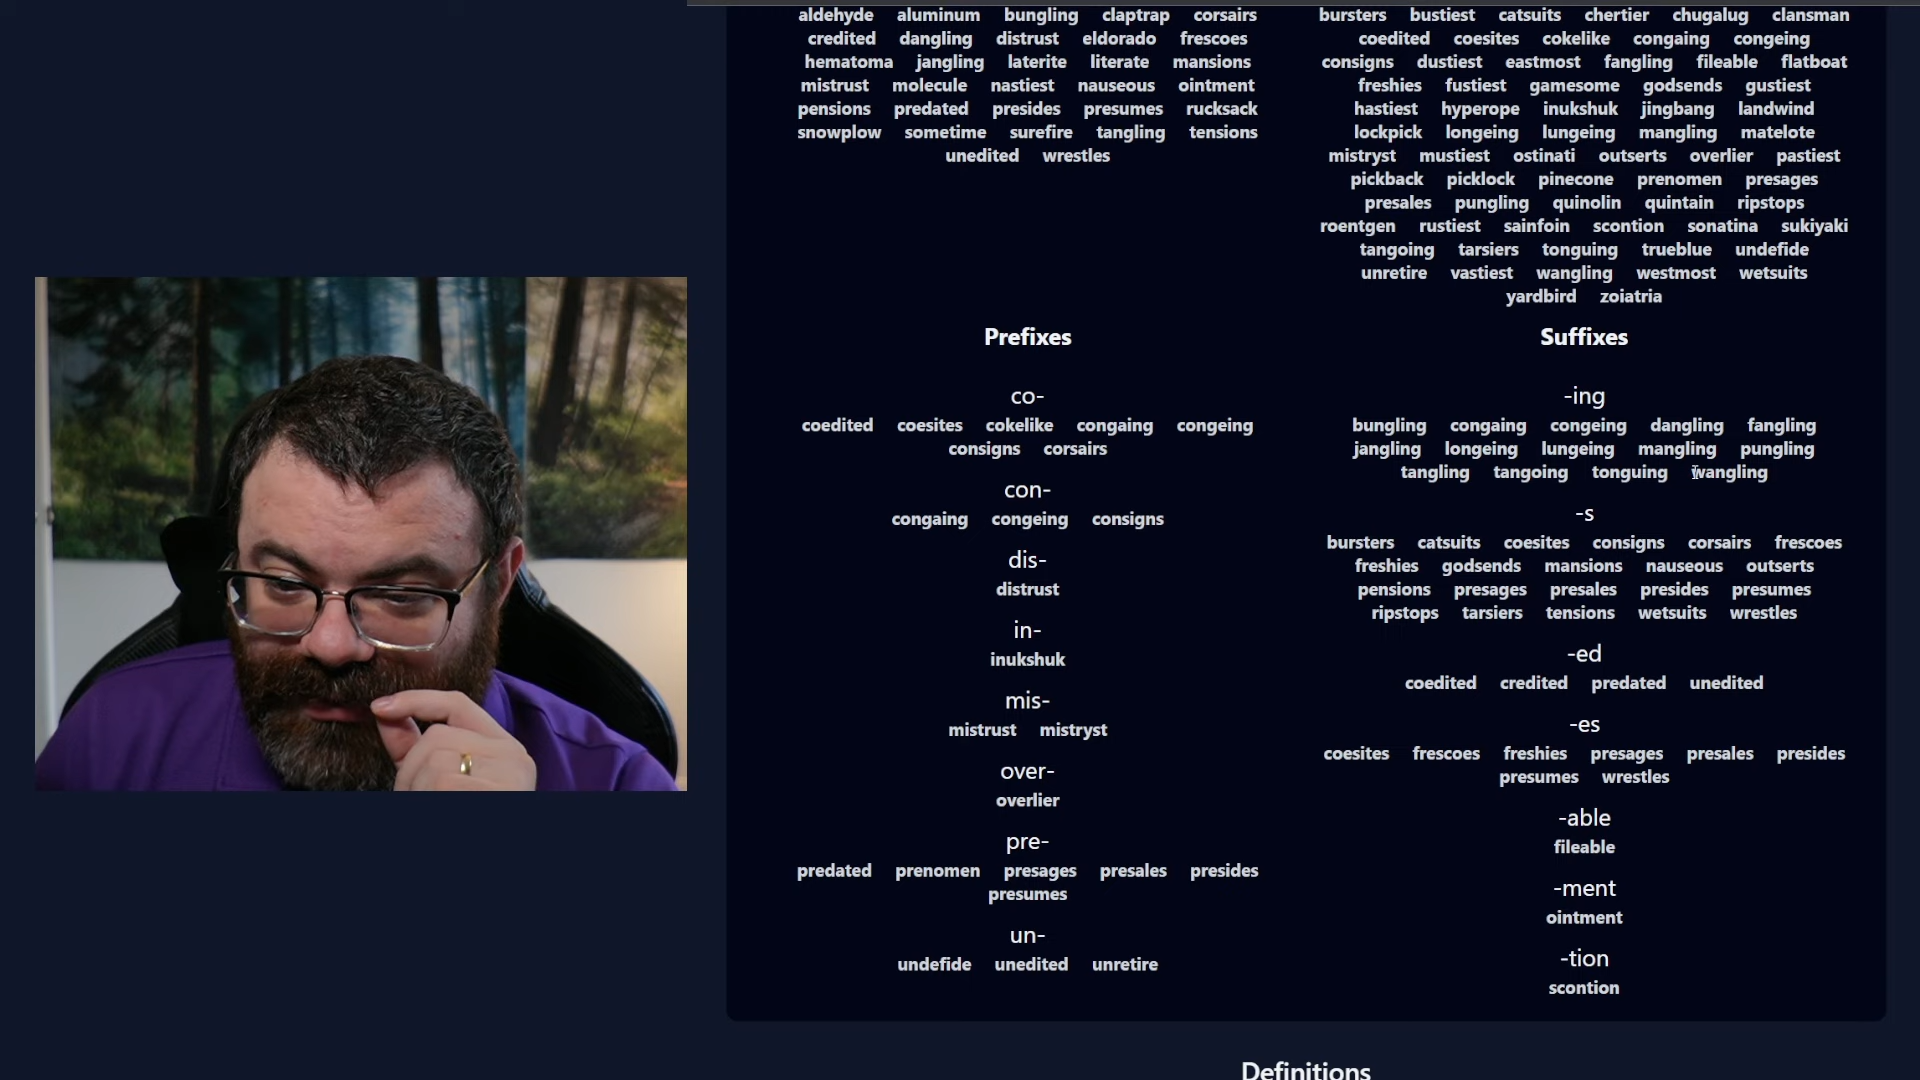 aldehyde aluminum bungling claptrap corsairs
credited dangling distrust eldorado frescoes
hematoma jangling laterite literate mansions
mistrust molecule nastiest nauseous ointment
pensions predated presides presumes rucksack
snowplow sometime surefire tangling tensions
unedited wrestles
bursters bustiest catsuits chertier chugalug clansman
coedited coesites cokelike congaing congeing
consigns dustiest eastmost fangling fileable flatboat
freshies fustiest gamesome godsends gustiest
hastiest hyperope inukshuk jingbang landwind
lockpick longeing lungeing mangling matelote
mistryst mustiest ostinati outserts overlier pastiest
pickback picklock pinecone prenomen presages
presales pungling quinolin quintain ripstops
roentgen rustiest sainfoin scontion sonatina sukiyaki
tangoing tarsiers tonguing trueblue undefide
unretire vastiest wangling westmost wetsuits
yardbird zoiatria
Prefixes
co-
coedited coesites cokelike congaing congeing
consigns corsairs
con-
congaing congeing consigns
dis-
distrust
in-
inukshuk
mis-
mistrust mistryst
over-
overlier
pre-
predated prenomen presages presales presides
presumes
un-
undefide unedited unretire
Suffixes
-ing
bungling congaing congeing dangling fangling
jangling longeing lungeing mangling pungling
tangling tangoing tonguing wangling
-s
bursters catsuits coesites consigns corsairs frescoes
freshies godsends mansions nauseous outserts
pensions presages presales presides presumes
ripstops tarsiers tensions wetsuits wrestles
-ed
coedited credited predated unedited
-es
coesites frescoes freshies presages presales presides
presumes wrestles
-able
fileable
-ment
ointment
-tion
scontion
Definitions